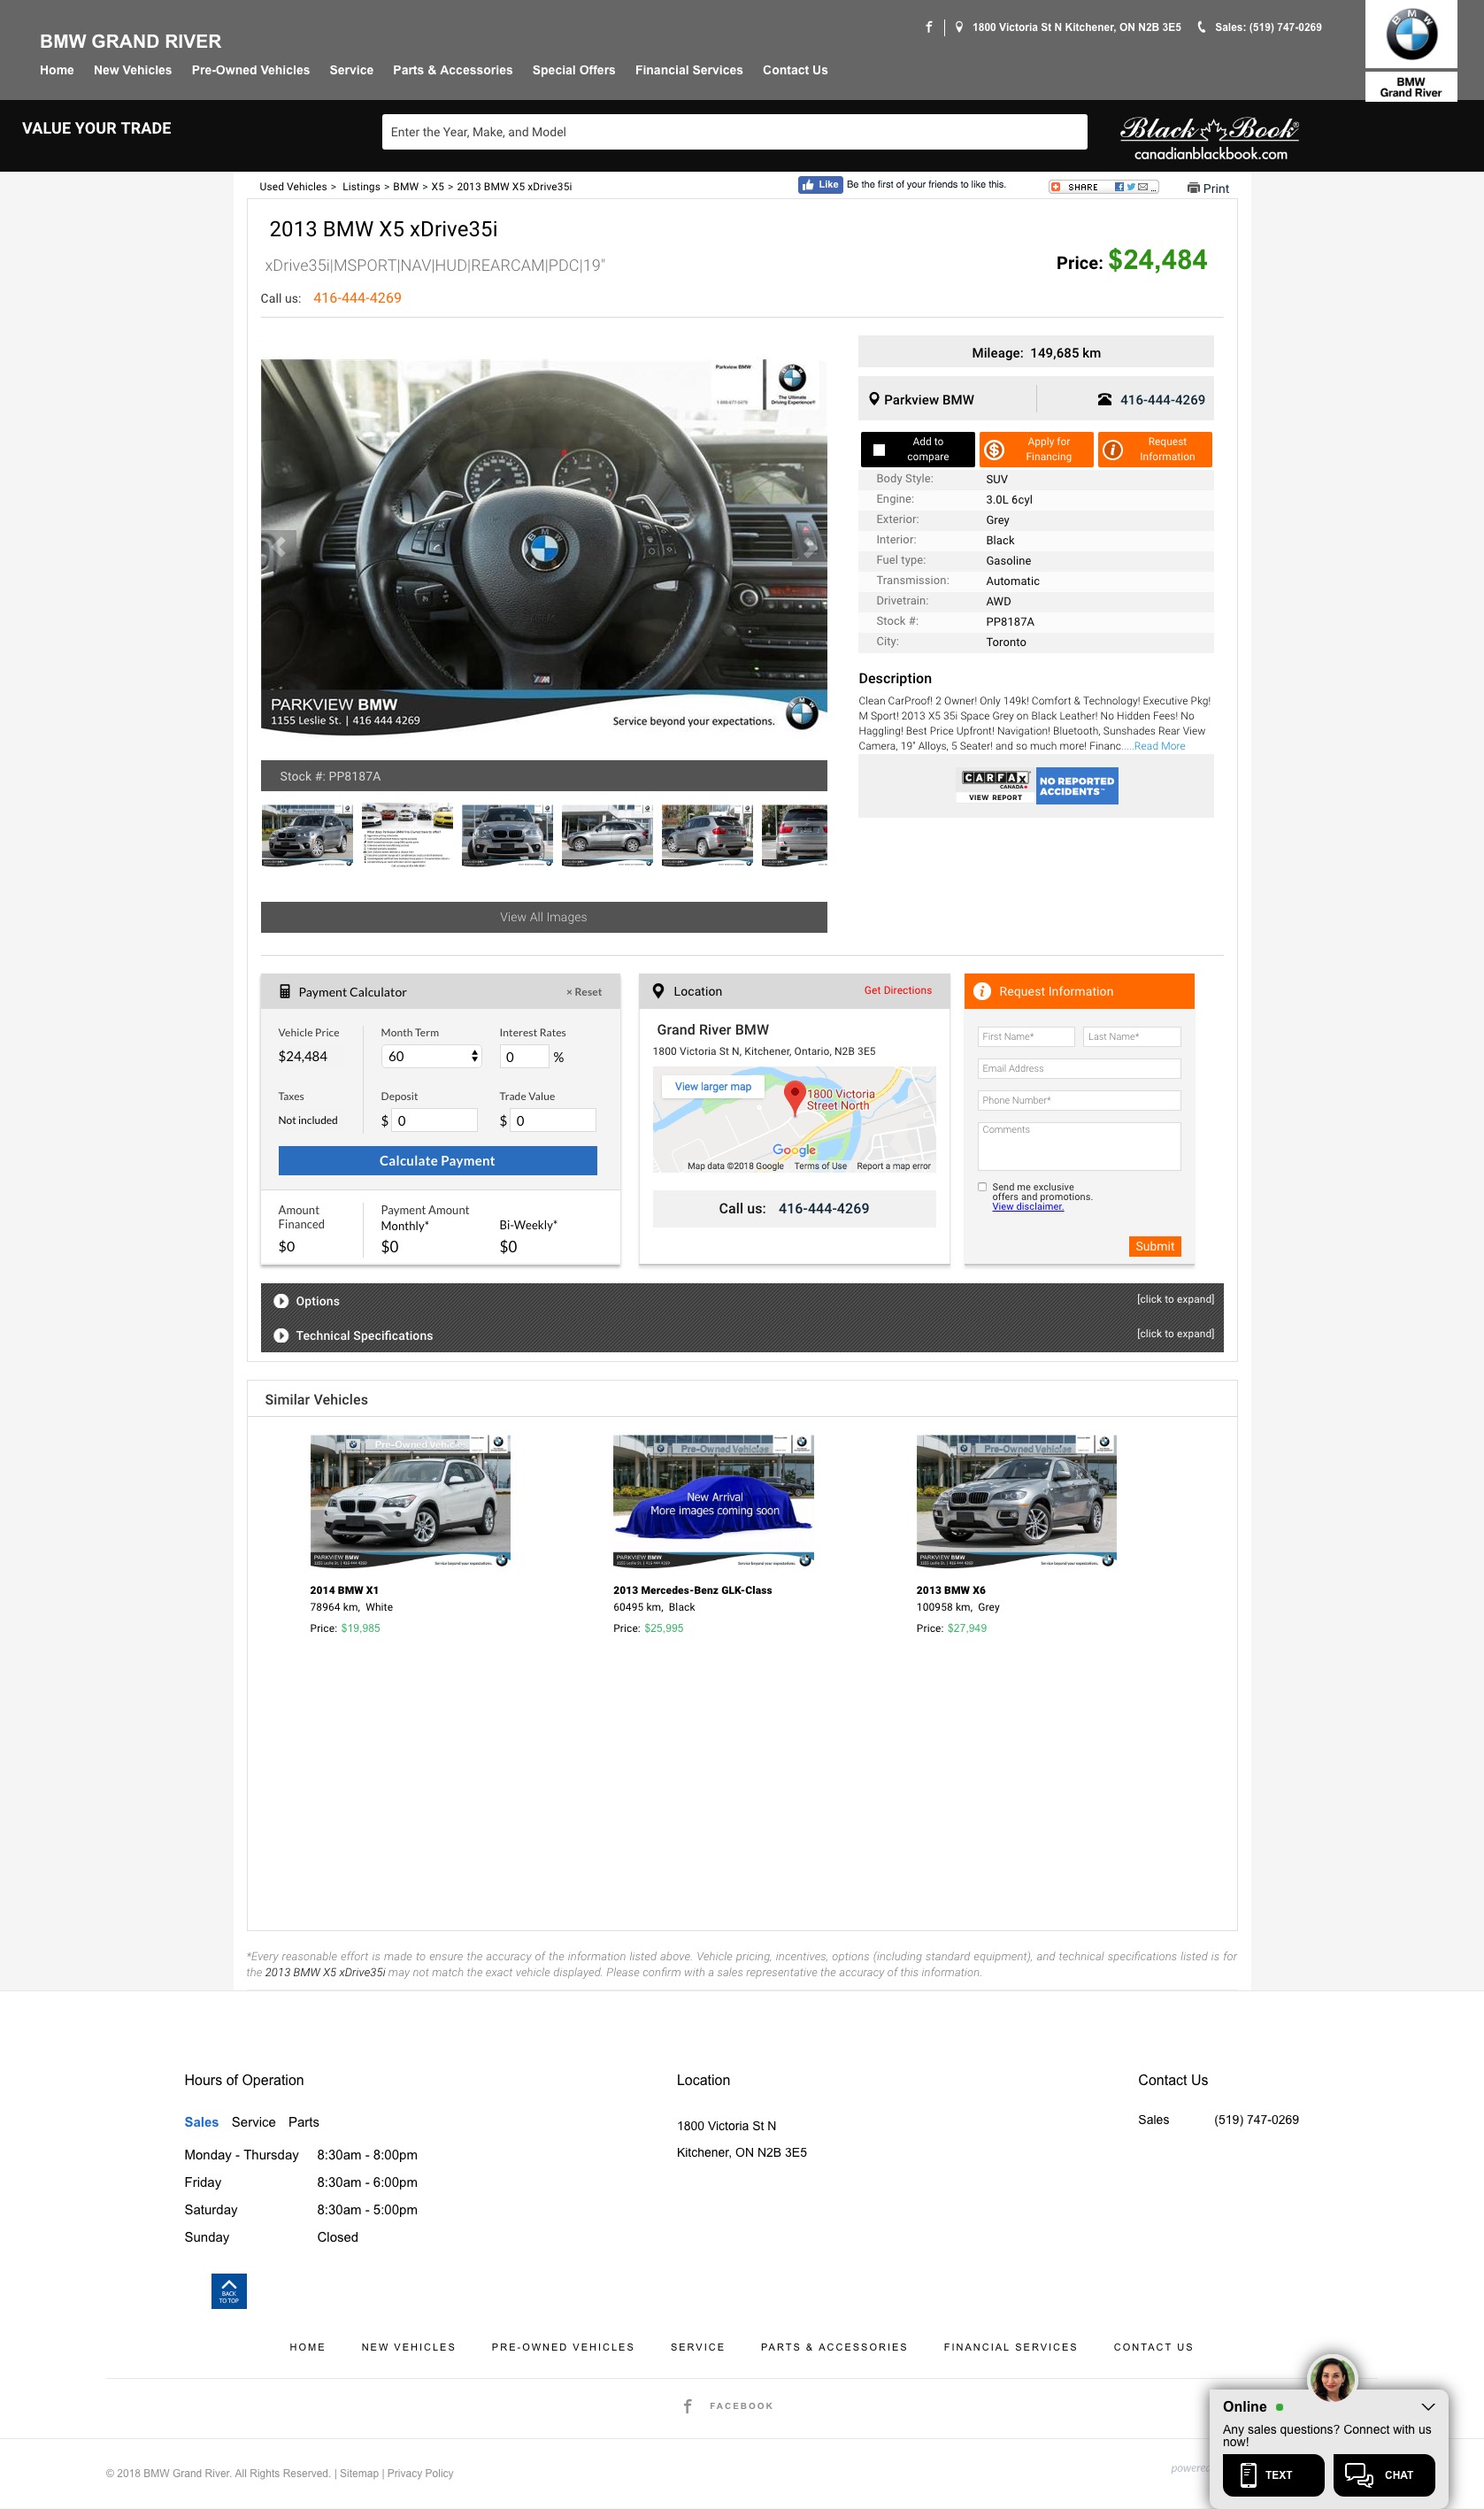 BMW GRAND RIVER
1800 Victoria St N Kitchener, ON N2B 3E5
Sales: (519) 747-0269
Home New Vehicles Pre-Owned Vehicles Service Parts & Accessories Special Offers Financial Services Contact Us
BMW
Grand River
VALUE YOUR TRADE
Enter the Year, Make, and Model
Black Book
canadianblackbook.com
Used Vehicles > Listings > BMW > X5 > 2013 BMW X5 xDrive35i
Like Be the first of your friends to like this.
SHARE
Print
2013 BMW X5 xDrive35i
xDrive35i|MSPORT|NAV|HUD|REARCAM|PDC|19"
Price: $24,484
Call us: 416-444-4269
Mileage: 149,685 km
Parkview BMW
416-444-4269
Add to compare
Apply for Financing
Request Information
Body Style: SUV
Engine: 3.0L 6cyl
Exterior: Grey
Interior: Black
Fuel type: Gasoline
Transmission: Automatic
Drivetrain: AWD
Stock #: PP8187A
City: Toronto
Parkview BMW
The Ultimate
Driving Experience®
PARKVIEW BMW
1155 Leslie St. | 416 444 4269
Service beyond your expectations.
Stock #: PP8187A
View All Images
Description
Clean CarProof! 2 Owner! Only 149k! Comfort & Technology! Executive Pkg!
M Sport! 2013 X5 35i Space Grey on Black Leather! No Hidden Fees! No
Haggling! Best Price Upfront! Navigation! Bluetooth, Sunshades Rear View
Camera, 19" Alloys, 5 Seater! and so much more! Financ.....Read More
CARFAX
CANADA
VIEW REPORT
NO REPORTED
ACCIDENTS™
Payment Calculator
× Reset
Vehicle Price
$24,484
Month Term
60
Interest Rates
0 %
Taxes
Not included
Deposit
$ 0
Trade Value
$ 0
Calculate Payment
Amount Financed
$0
Payment Amount
Monthly*
$0
Bi-Weekly*
$0
Location
Get Directions
Grand River BMW
1800 Victoria St N, Kitchener, Ontario, N2B 3E5
View larger map
1800 Victoria
Street North
Google
Map data ©2018 Google Terms of Use Report a map error
Call us: 416-444-4269
Request Information
First Name*
Last Name*
Email Address
Phone Number*
Comments
Send me exclusive
offers and promotions.
View disclaimer.
Submit
Options
[click to expand]
Technical Specifications
[click to expand]
Similar Vehicles
Pre-Owned Vehicles
PARKVIEW BMW
Pre-Owned Vehicles
New Arrival
More images coming soon
PARKVIEW BMW
Pre-Owned Vehicles
PARKVIEW BMW
2014 BMW X1
78964 km, White
Price: $19,985
2013 Mercedes-Benz GLK-Class
60495 km, Black
Price: $25,995
2013 BMW X6
100958 km, Grey
Price: $27,949
*Every reasonable effort is made to ensure the accuracy of the information listed above. Vehicle pricing, incentives, options (including standard equipment), and technical specifications listed is for
the 2013 BMW X5 xDrive35i may not match the exact vehicle displayed. Please confirm with a sales representative the accuracy of this information.
Hours of Operation
Sales Service Parts
Monday - Thursday 8:30am - 8:00pm
Friday 8:30am - 6:00pm
Saturday 8:30am - 5:00pm
Sunday Closed
Location
1800 Victoria St N
Kitchener, ON N2B 3E5
Contact Us
Sales (519) 747-0269
BACK
TO TOP
HOME NEW VEHICLES PRE-OWNED VEHICLES SERVICE PARTS & ACCESSORIES FINANCIAL SERVICES CONTACT US
FACEBOOK
© 2018 BMW Grand River. All Rights Reserved. | Sitemap | Privacy Policy
powered
Online
Any sales questions? Connect with us
now!
TEXT
CHAT